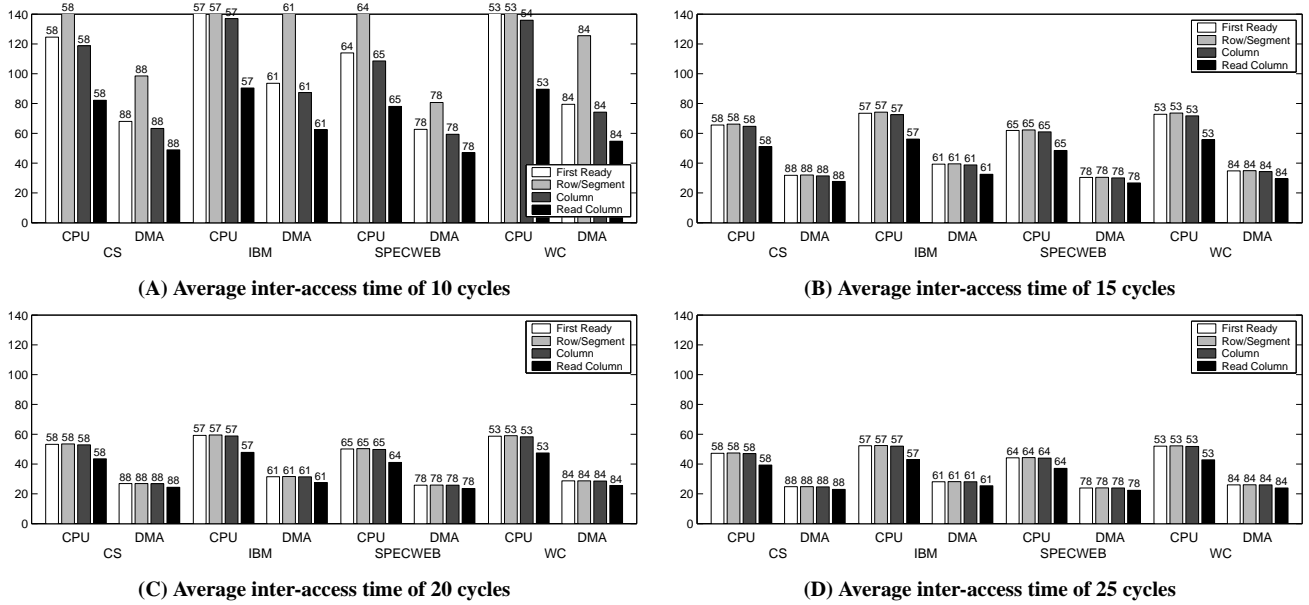 140
120
100
80
60
40
20
0
58 58 58 58 88 88 88 88 57 57 57 57 61 61 61 61 64 64 65 65 78 78 78 78 53 53 54 53 84 84 84 84
First Ready
Row/Segment
Column
Read Column
CPU DMA CPU DMA CPU DMA CPU DMA
CS IBM SPECWEB WC
(A) Average inter-access time of 10 cycles
140
120
100
80
60
40
20
0
First Ready
Row/Segment
Column
Read Column
58 58 58 58 88 88 88 88 57 57 57 57 61 61 61 61 65 65 65 65 78 78 78 78 53 53 53 53 84 84 84 84
CPU DMA CPU DMA CPU DMA CPU DMA
CS IBM SPECWEB WC
(B) Average inter-access time of 15 cycles
140
120
100
80
60
40
20
0
First Ready
Row/Segment
Column
Read Column
58 58 58 58 88 88 88 88 57 57 57 57 61 61 61 61 65 65 65 64 78 78 78 78 53 53 53 53 84 84 84 84
CPU DMA CPU DMA CPU DMA CPU DMA
CS IBM SPECWEB WC
(C) Average inter-access time of 20 cycles
140
120
100
80
60
40
20
0
First Ready
Row/Segment
Column
Read Column
58 58 58 58 88 88 88 88 57 57 57 57 61 61 61 61 64 64 64 64 78 78 78 78 53 53 53 53 84 84 84 84
CPU DMA CPU DMA CPU DMA CPU DMA
CS IBM SPECWEB WC
(D) Average inter-access time of 25 cycles